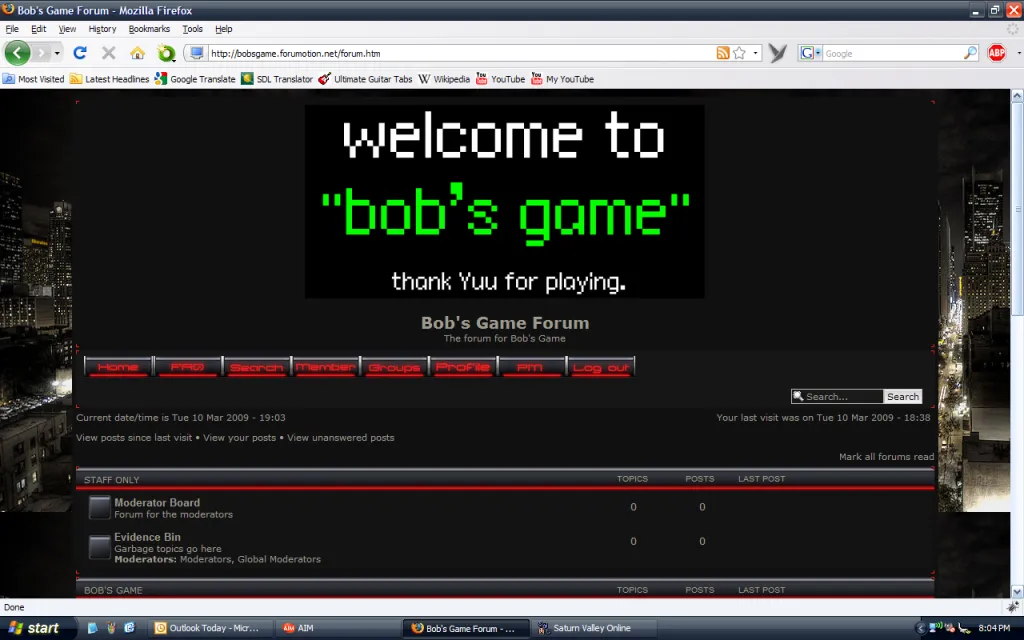 Bob's Game Forum - Mozilla Firefox
File Edit View History Bookmarks Tools Help
http://bobsgame.forumotion.net/forum.htm
Google
ABP
Most Visited Latest Headlines Google Translate SDL Translator Ultimate Guitar Tabs Wikipedia YouTube My YouTube
welcome to
"bob's game"
thank Yuu for playing.
Bob's Game Forum
The forum for Bob's Game
Home FAQ Search Member Groups Profile PM Log out
Search... Search
Current date/time is Tue 10 Mar 2009 - 19:03 Your last visit was on Tue 10 Mar 2009 - 18:38
View posts since last visit • View your posts • View unanswered posts
Mark all forums read
STAFF ONLY TOPICS POSTS LAST POST
Moderator Board
Forum for the moderators
0 0
Evidence Bin
Garbage topics go here
Moderators: Moderators, Global Moderators
0 0
BOB'S GAME TOPICS POSTS LAST POST
Done
start Outlook Today - Micr... AIM Bob's Game Forum - ... Saturn Valley Online 8:04 PM